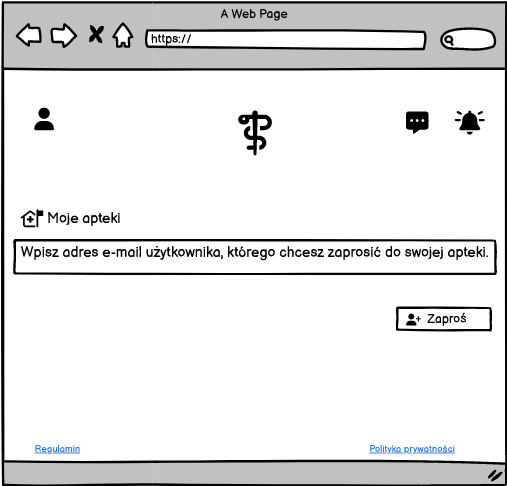 A Web Page
https://
Moje apteki
Wpisz adres e-mail użytkownika, którego chcesz zaprosić do swojej apteki.
Zaproś
Regulamin
Polityka prywatności